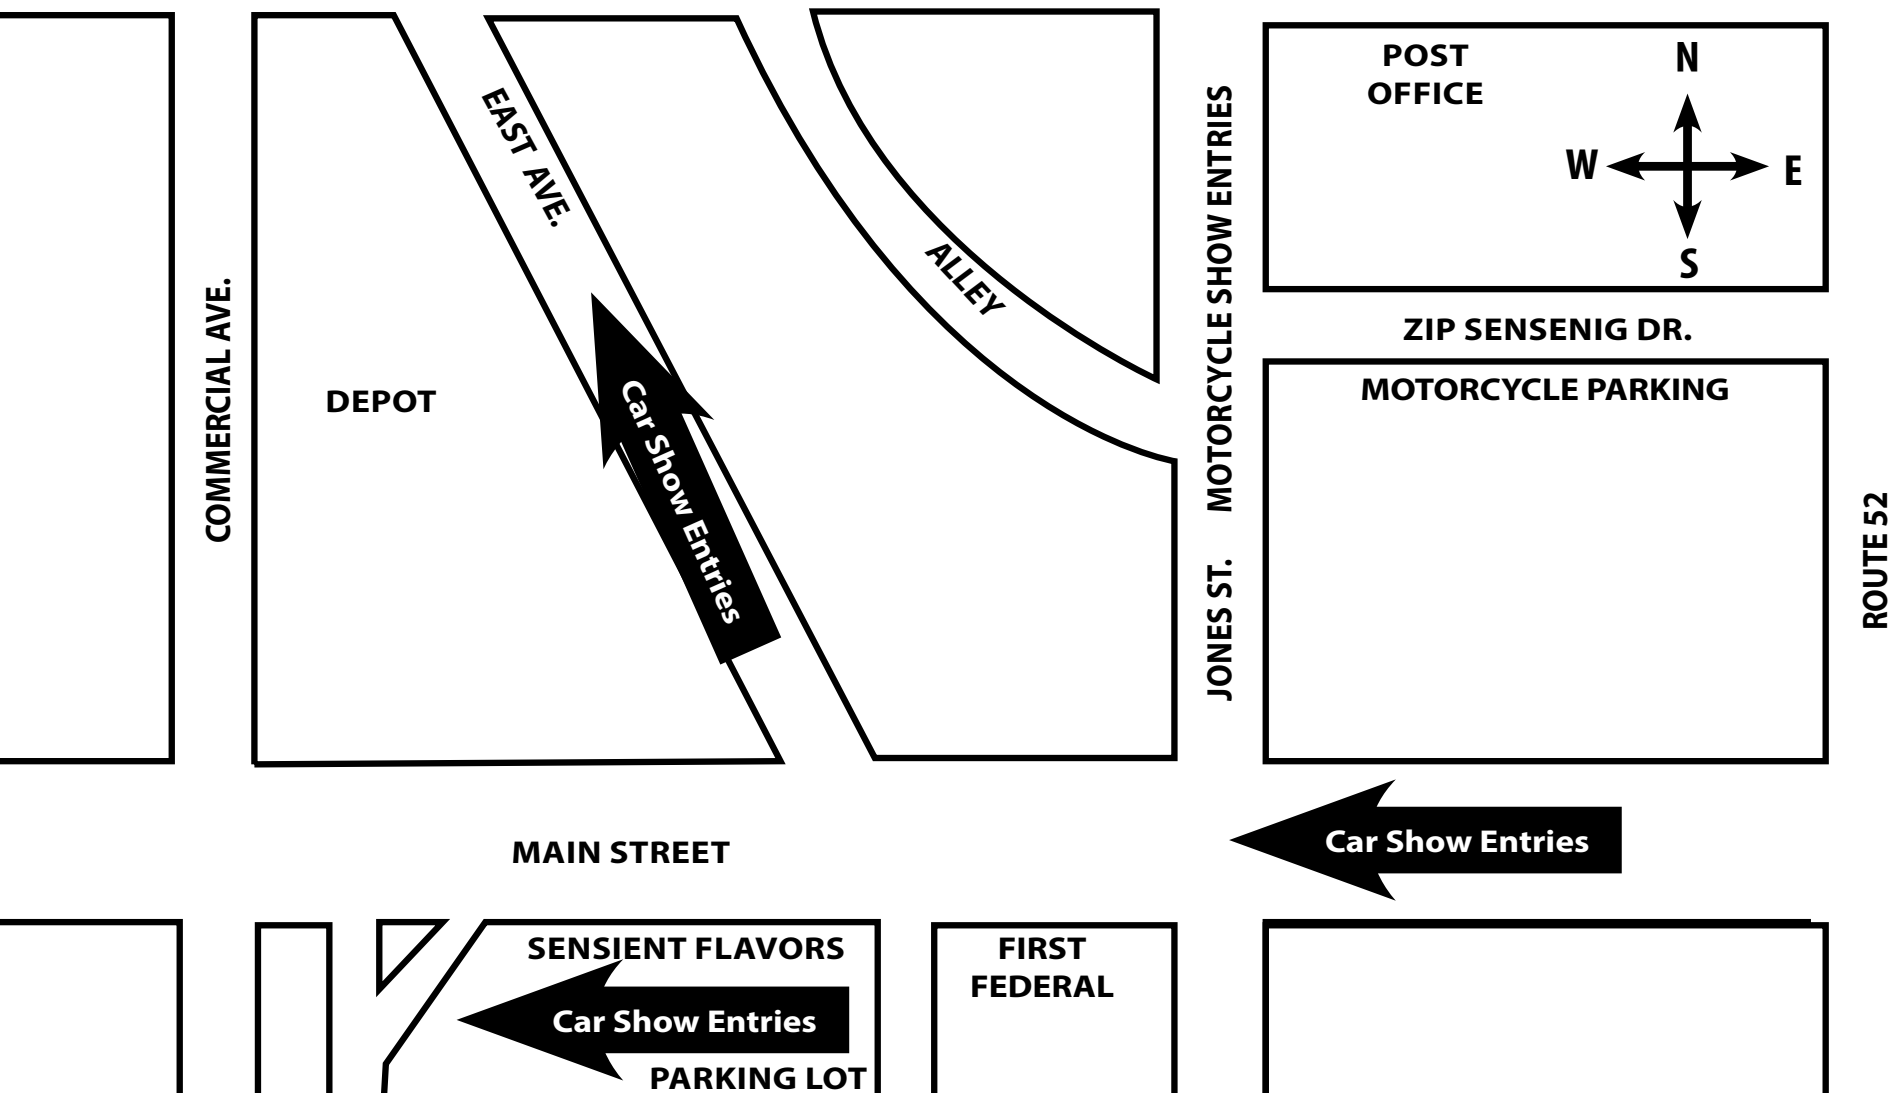 POST
OFFICE
N
W
E
S
EAST AVE.
ALLEY
MOTORCYCLE SHOW ENTRIES
JONES ST.
ZIP SENSENIG DR.
MOTORCYCLE PARKING
COMMERCIAL AVE.
DEPOT
Car Show Entries
ROUTE 52
MAIN STREET
Car Show Entries
SENSIENT FLAVORS
Car Show Entries
PARKING LOT
FIRST
FEDERAL